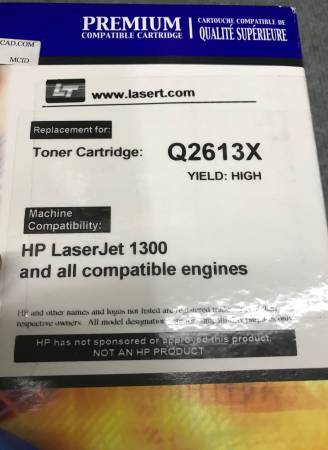 PREMIUM
COMPATIBLE CARTRIDGE
CARTOUCHE COMPATIBLE DE
QUALITÉ SUPÉRIEURE
CAD.COM
MCID
LT
www.lasert.com
Replacement for:
Toner Cartridge: Q2613X
YIELD: HIGH
Machine
Compatibility:
HP LaserJet 1300
and all compatible engines
HP and other names and logos not listed are registered
respective owners. All model designators
HP has not sponsored or approved this product.
NOT AN HP PRODUCT